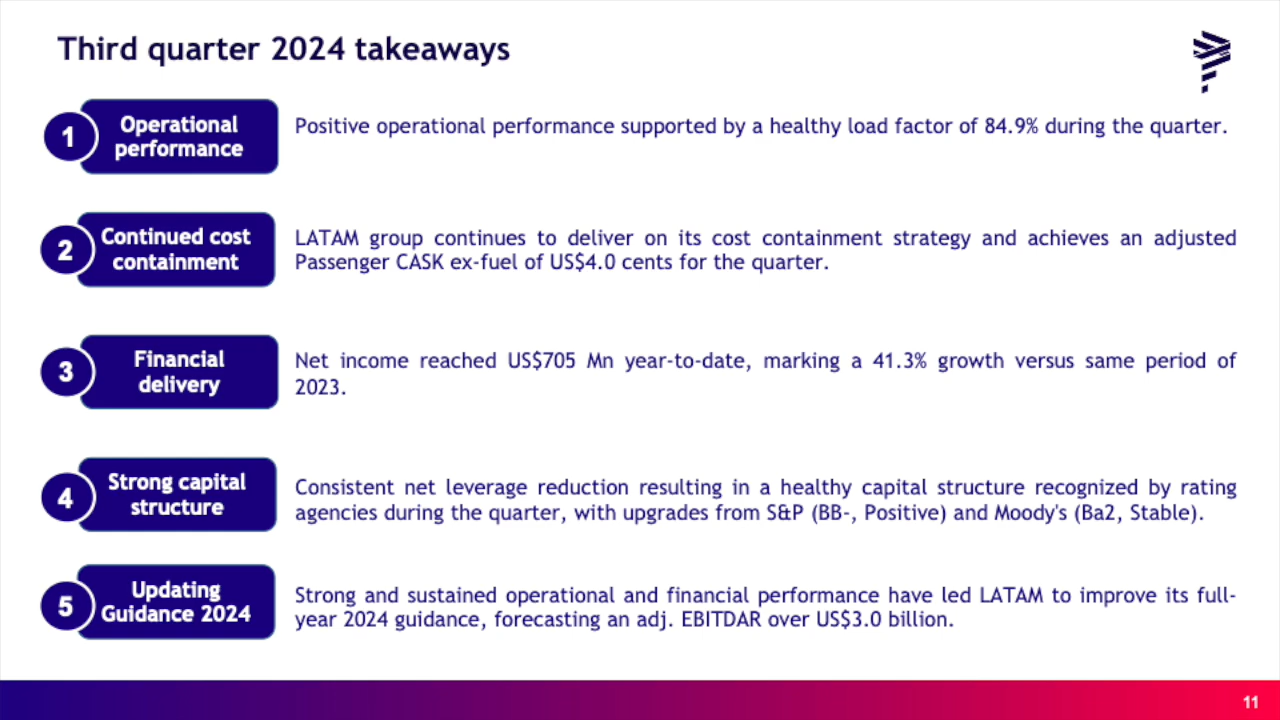 Third quarter 2024 takeaways
1
Operational
performance
Positive operational performance supported by a healthy load factor of 84.9% during the quarter.
2
Continued cost
containment
LATAM group continues to deliver on its cost containment strategy and achieves an adjusted
Passenger CASK ex-fuel of US$4.0 cents for the quarter.
3
Financial
delivery
Net income reached US$705 Mn year-to-date, marking a 41.3% growth versus same period of
2023.
4
Strong capital
structure
Consistent net leverage reduction resulting in a healthy capital structure recognized by rating
agencies during the quarter, with upgrades from S&P (BB-, Positive) and Moody's (Ba2, Stable).
5
Updating
Guidance 2024
Strong and sustained operational and financial performance have led LATAM to improve its full-
year 2024 guidance, forecasting an adj. EBITDAR over US$3.0 billion.
11